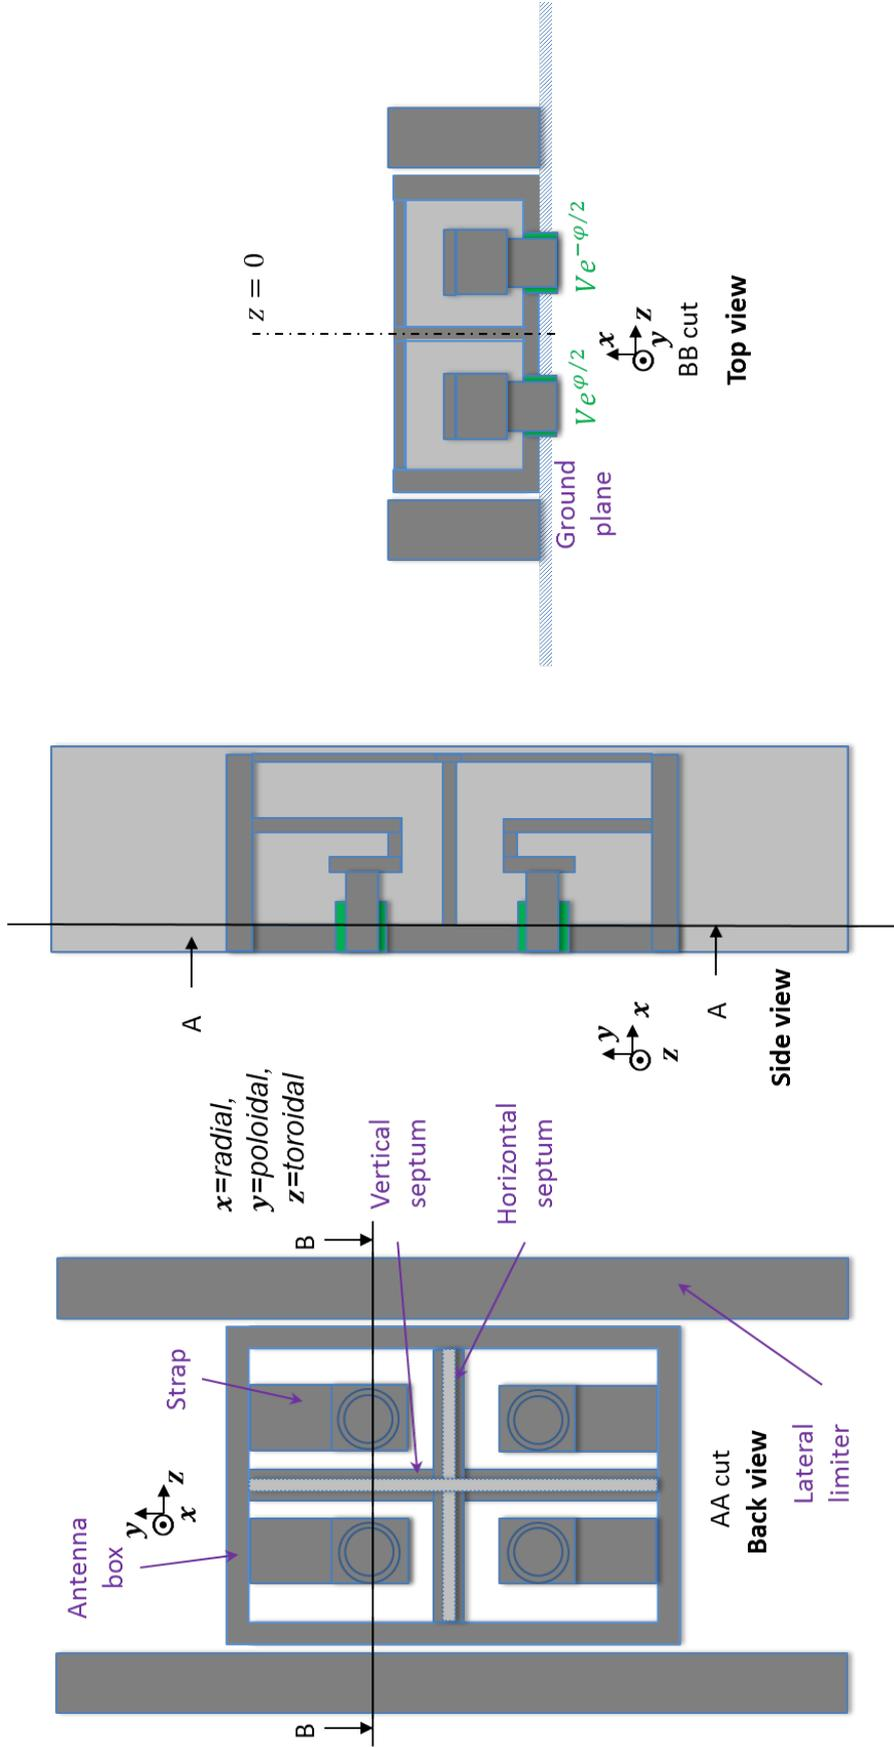 Antenna
box
y
z
x
Strap
x=radial,
y=poloidal,
z=toroidal
B
B
Vertical
septum
Horizontal
septum
AA cut
Back view
Lateral
limiter
A
A
y
x
z
Side view
z = 0
Ve^{φ/2}
Ve^{−φ/2}
Ground
plane
x
z
y
BB cut
Top view